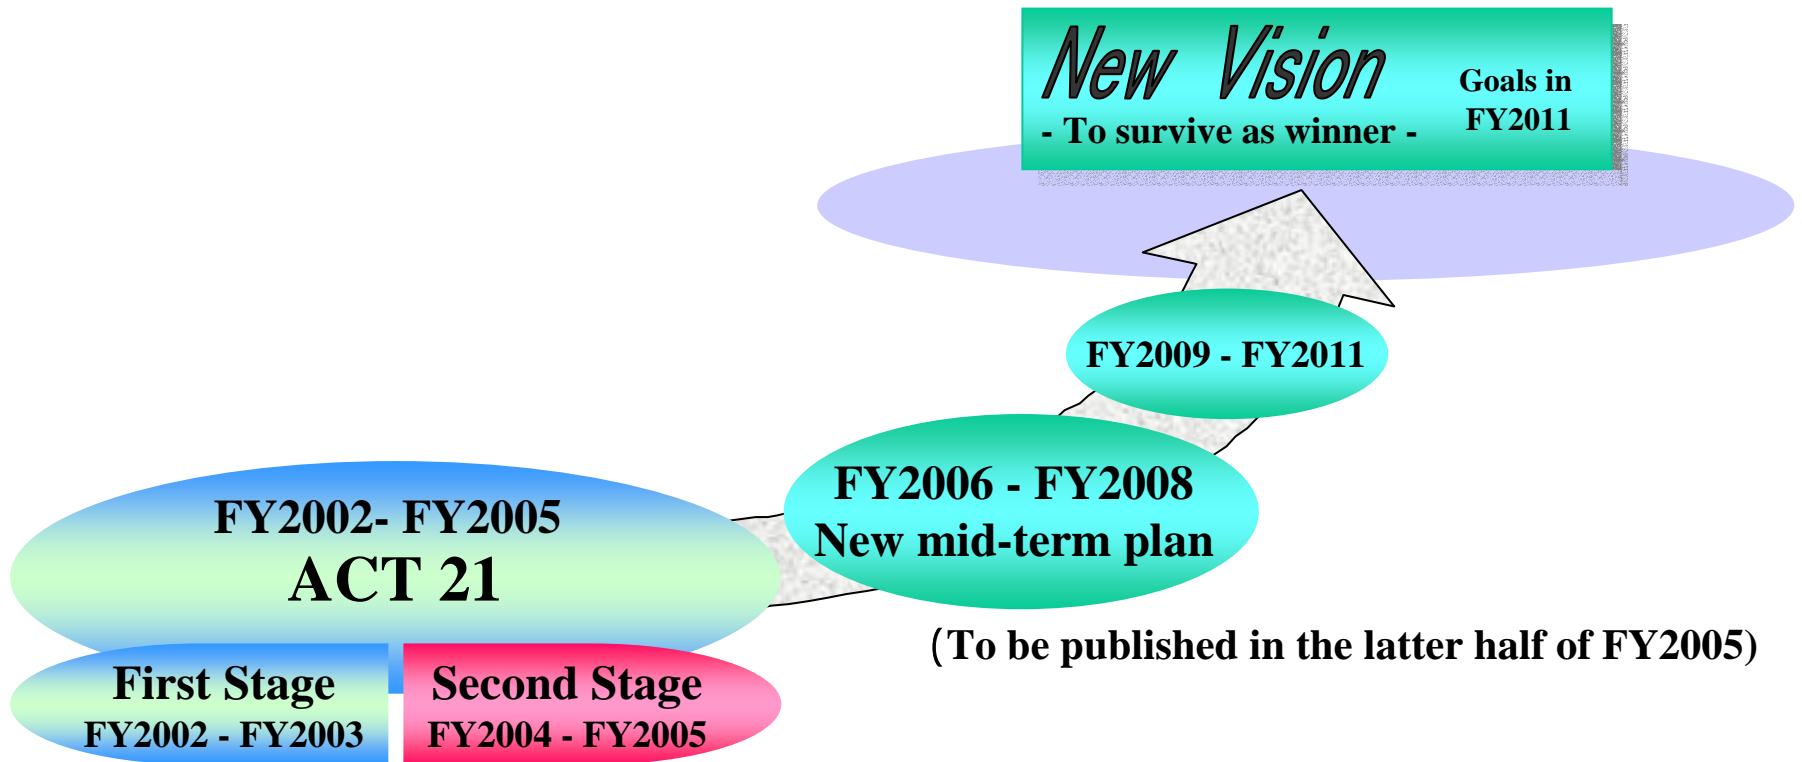 New Vision
- To survive as winner -
Goals in
FY2011
FY2009 - FY2011
FY2006 - FY2008
New mid-term plan
(To be published in the latter half of FY2005)
FY2002- FY2005
ACT 21
First Stage
FY2002 - FY2003
Second Stage
FY2004 - FY2005